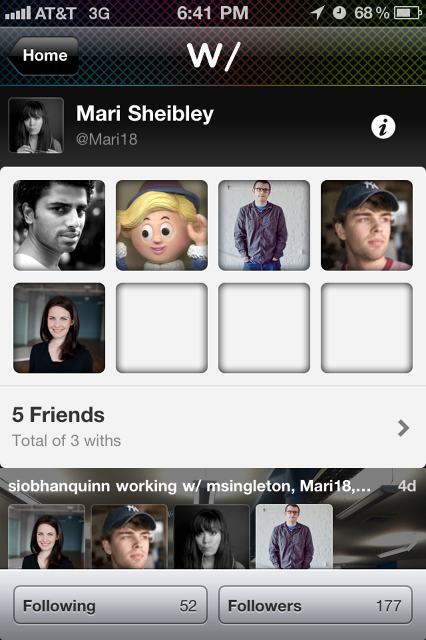 AT&T 3G 6:41 PM 68%
Home
W/
Mari Sheibley
@Mari18
i
5 Friends
Total of 3 withs
siobhanquinn working w/ msingleton, Mari18,... 4d
Following 52
Followers 177